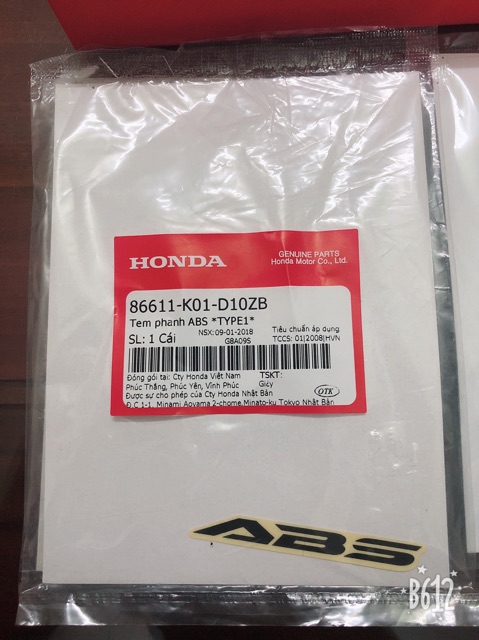 HONDA
GENUINE PARTS
Honda Motor Co., Ltd.
86611-K01-D10ZB
Tem phanh ABS *TYPE1*
NSX:09-01-2018
Tiêu chuẩn áp dụng
SL: 1 Cái
G8A09S
TCCS: 01|2008|HVN
Đóng gói tại: Cty Honda Việt Nam
TSKT:
Phúc Thắng, Phúc Yên, Vĩnh Phúc
Giấy
Được sự cho phép của Cty Honda Nhật Bản
OTK
Đ.C 1-1, Minami Aoyama 2-chome,Minato-ku Tokyo Nhật Bản
ABS
B612